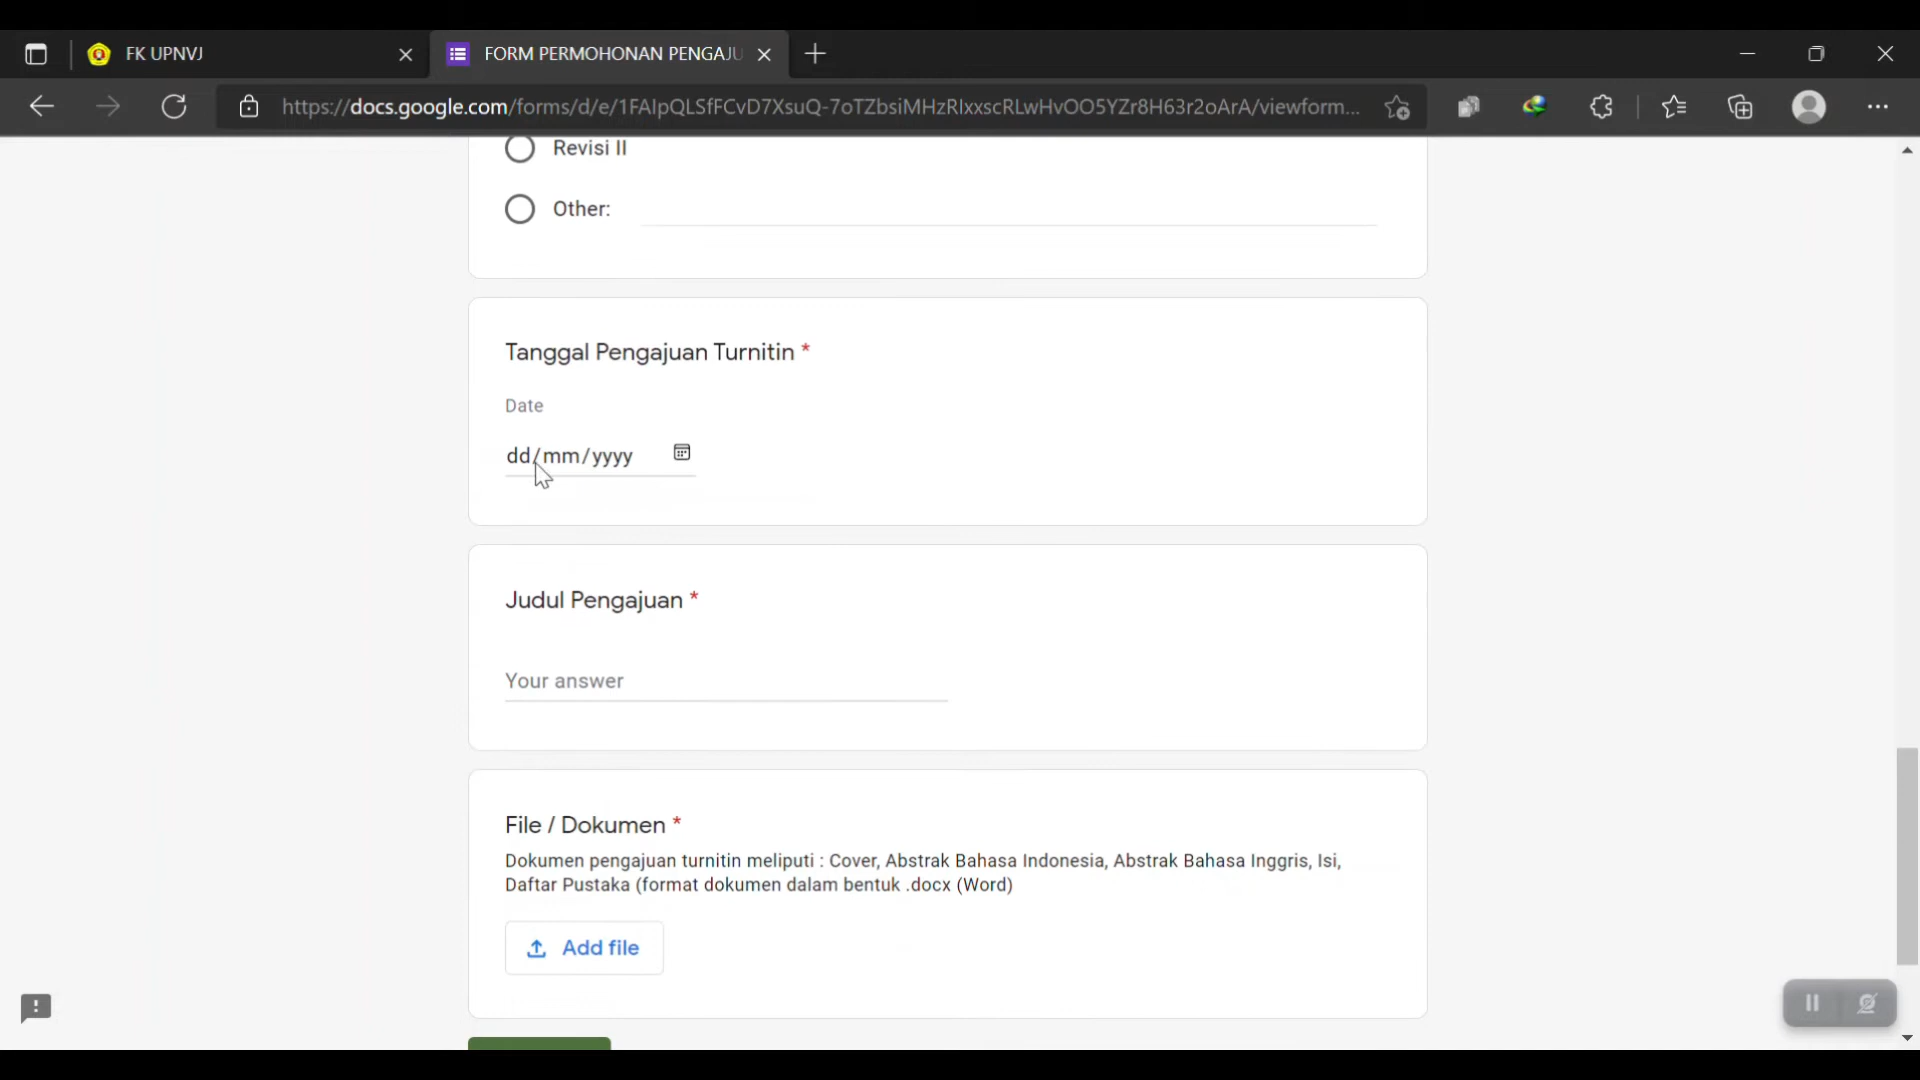 FK UPNVJ
FORM PERMOHONAN PENGAJU
https://docs.google.com/forms/d/e/1FAIpQLSfFCvD7XsuQ-7oTZbsiMHzRIxxscRLwHvOO5YZr8H63r2oArA/viewform...
Revisi II
Other:
Tanggal Pengajuan Turnitin *
Date
dd/mm/yyyy
Judul Pengajuan *
Your answer
File / Dokumen *
Dokumen pengajuan turnitin meliputi : Cover, Abstrak Bahasa Indonesia, Abstrak Bahasa Inggris, Isi,
Daftar Pustaka (format dokumen dalam bentuk .docx (Word)
Add file